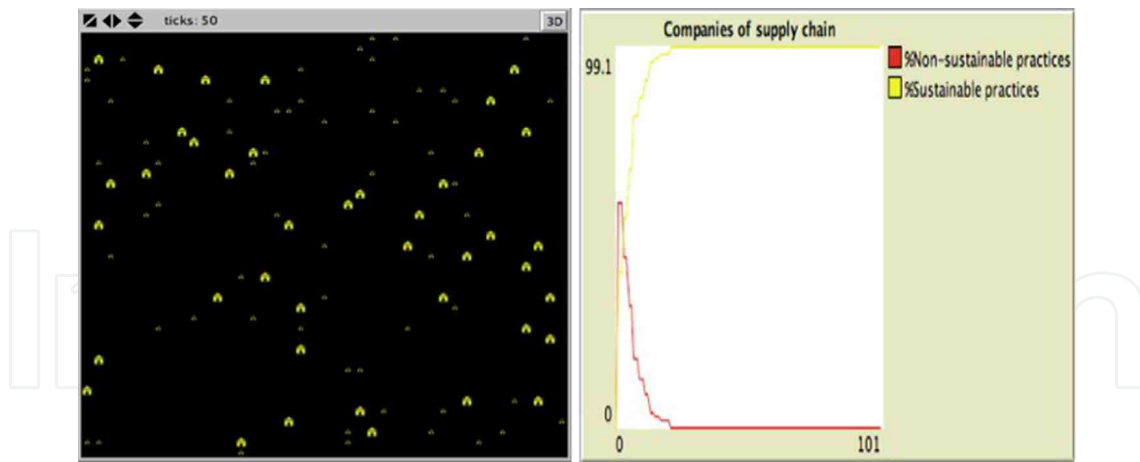 ticks: 50
3D
Companies of supply chain
99.1
0
0
101
%Non-sustainable practices
%Sustainable practices